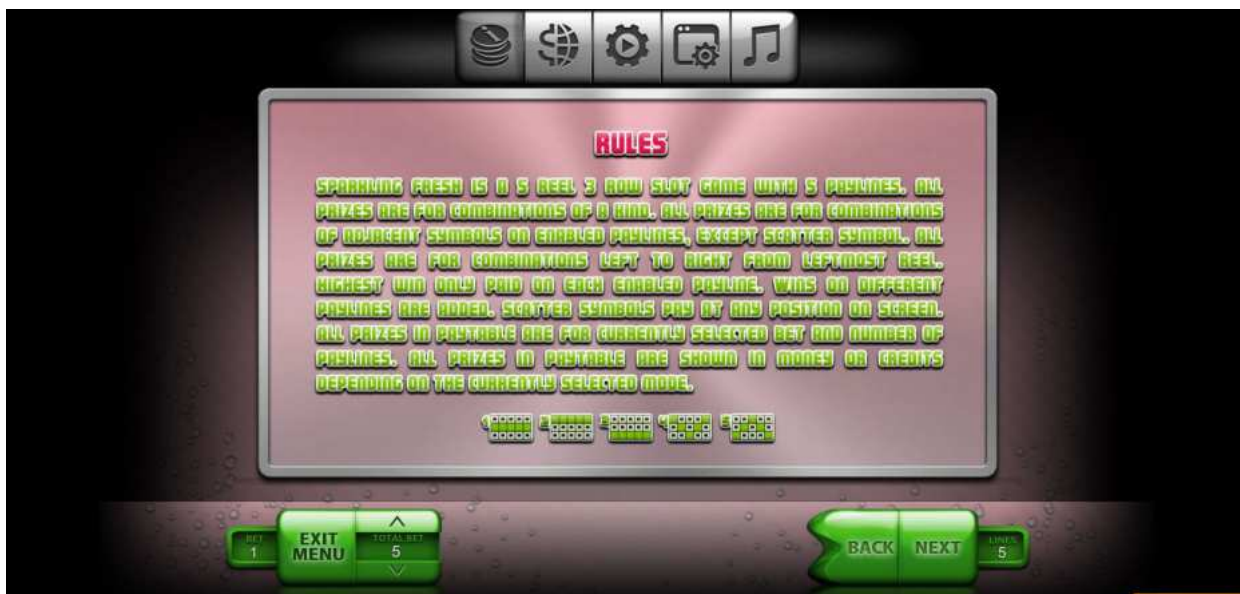 RULES
SPARKLING FRESH IS A 5 REEL 3 ROW SLOT GAME WITH 5 PAYLINES. ALL
PRIZES ARE FOR COMBINATIONS OF A KIND. ALL PRIZES ARE FOR COMBINATIONS
OF ADJACENT SYMBOLS ON ENABLED PAYLINES, EXCEPT SCATTER SYMBOL. ALL
PRIZES ARE FOR COMBINATIONS LEFT TO RIGHT FROM LEFTMOST REEL.
HIGHEST WIN ONLY PAID ON EACH ENABLED PAYLINE. WINS ON DIFFERENT
PAYLINES ARE ADDED. SCATTER SYMBOLS PAY AT ANY POSITION ON SCREEN.
ALL PRIZES IN PAYTABLE ARE FOR CURRENTLY SELECTED BET AND NUMBER OF
PAYLINES. ALL PRIZES IN PAYTABLE ARE SHOWN IN MONEY OR CREDITS
DEPENDING ON THE CURRENTLY SELECTED MODE.
1 2 3 4 5
BET
1
EXIT
MENU
TOTAL BET
5
BACK
NEXT
LINES
5